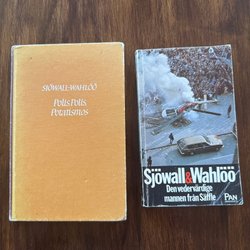 SJÖWALL-WAHLÖÖ
Polis, Polis,
Potatismos
Sjöwall&Wahlöö
Den vedervärdige
mannen från Säffle
PAN